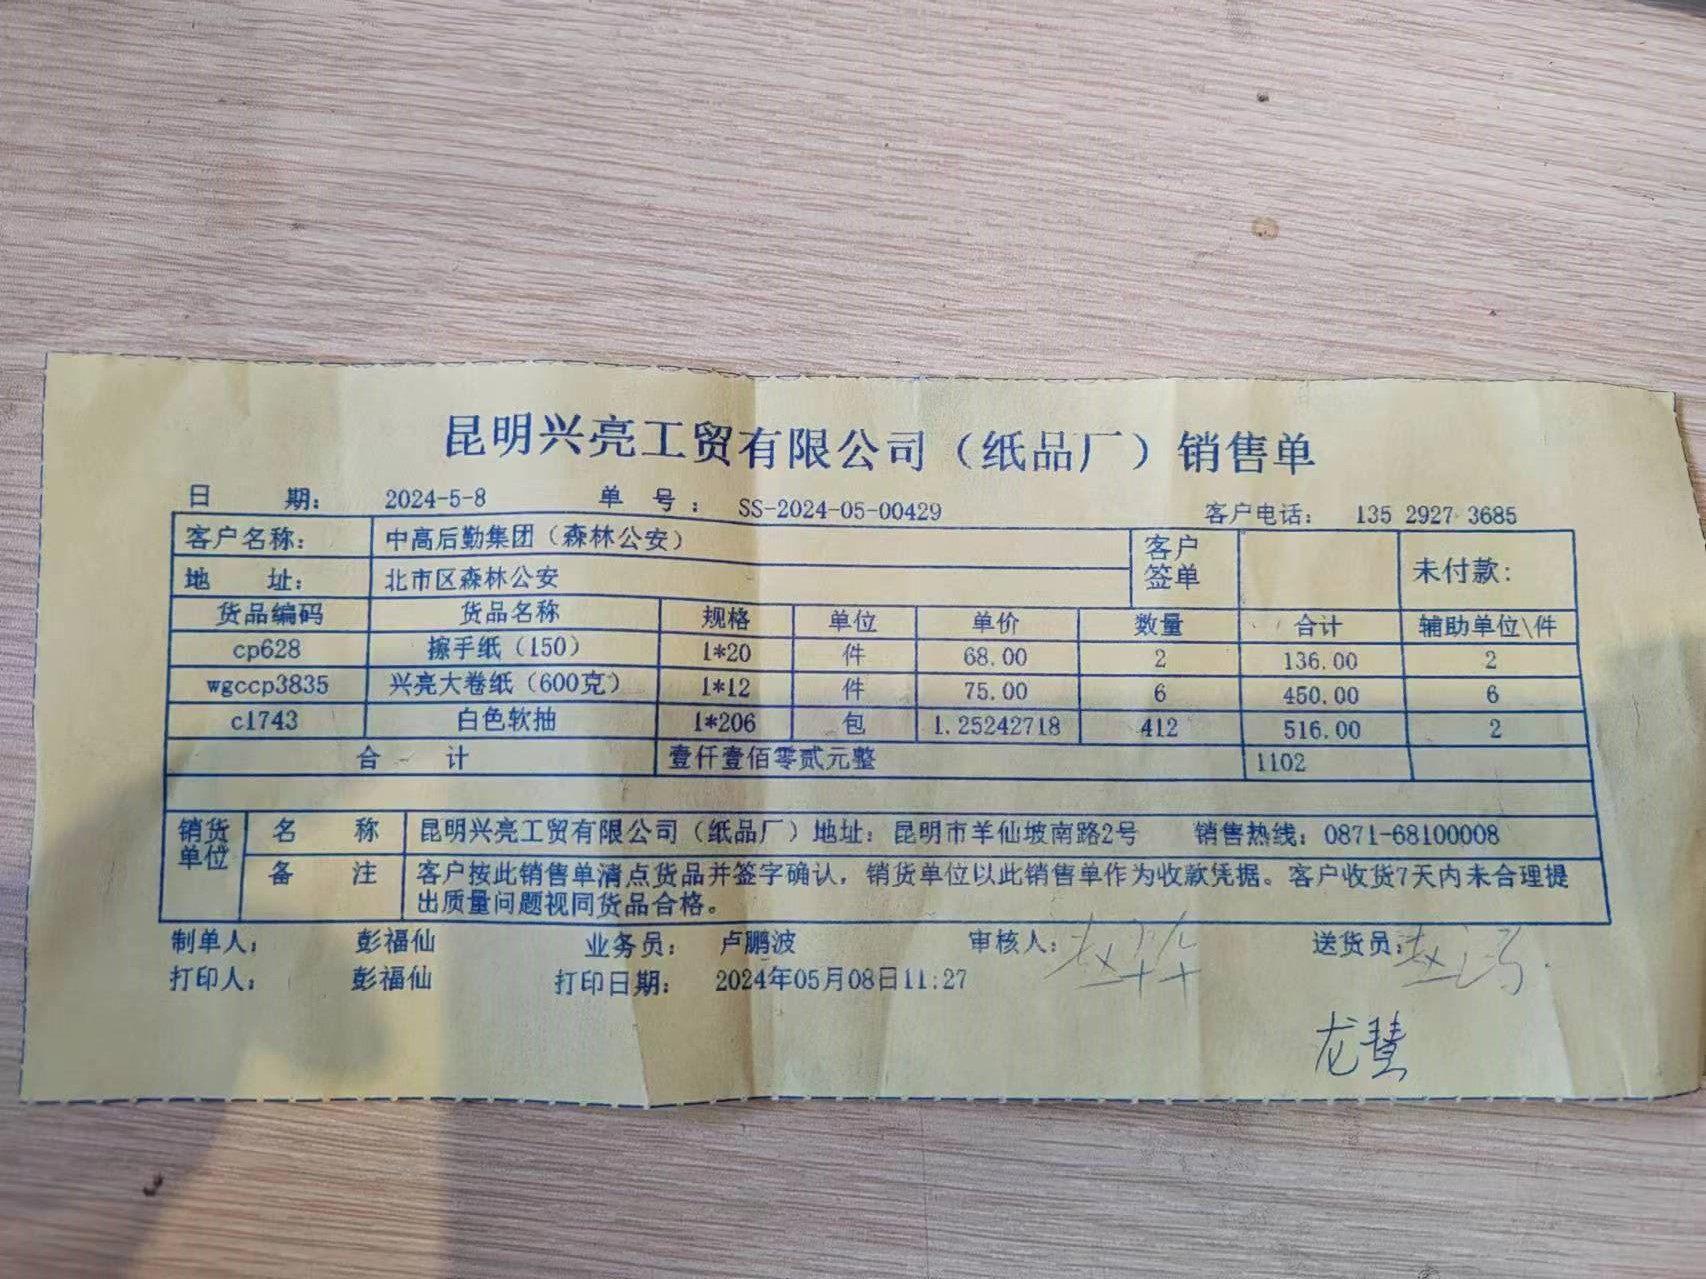 昆明兴亮工贸有限公司（纸品厂）销售单
日 期： 2024-5-8 单 号： SS-2024-05-00429 客户电话： 135 2927 3685
客户名称： 中高后勤集团（森林公安） 客户签单 未付款：
地 址： 北市区森林公安
货品编码 货品名称 规格 单位 单价 数量 合计 辅助单位\件
cp628 擦手纸（150） 1*20 件 68.00 2 136.00 2
wgccp3835 兴亮大卷纸（600克） 1*12 件 75.00 6 450.00 6
c1743 白色软抽 1*206 包 1.25242718 412 516.00 2
合 计 壹仟壹佰零贰元整 1102
销货单位 名 称 昆明兴亮工贸有限公司（纸品厂）地址：昆明市羊仙坡南路2号 销售热线：0871-68100008
备 注 客户按此销售单清点货品并签字确认，销货单位以此销售单作为收款凭据。客户收货7天内未合理提
出质量问题视同货品合格。
制单人： 彭福仙 业务员： 卢鹏波 审核人： 送货员：
打印人： 彭福仙 打印日期： 2024年05月08日11:27
龙慧